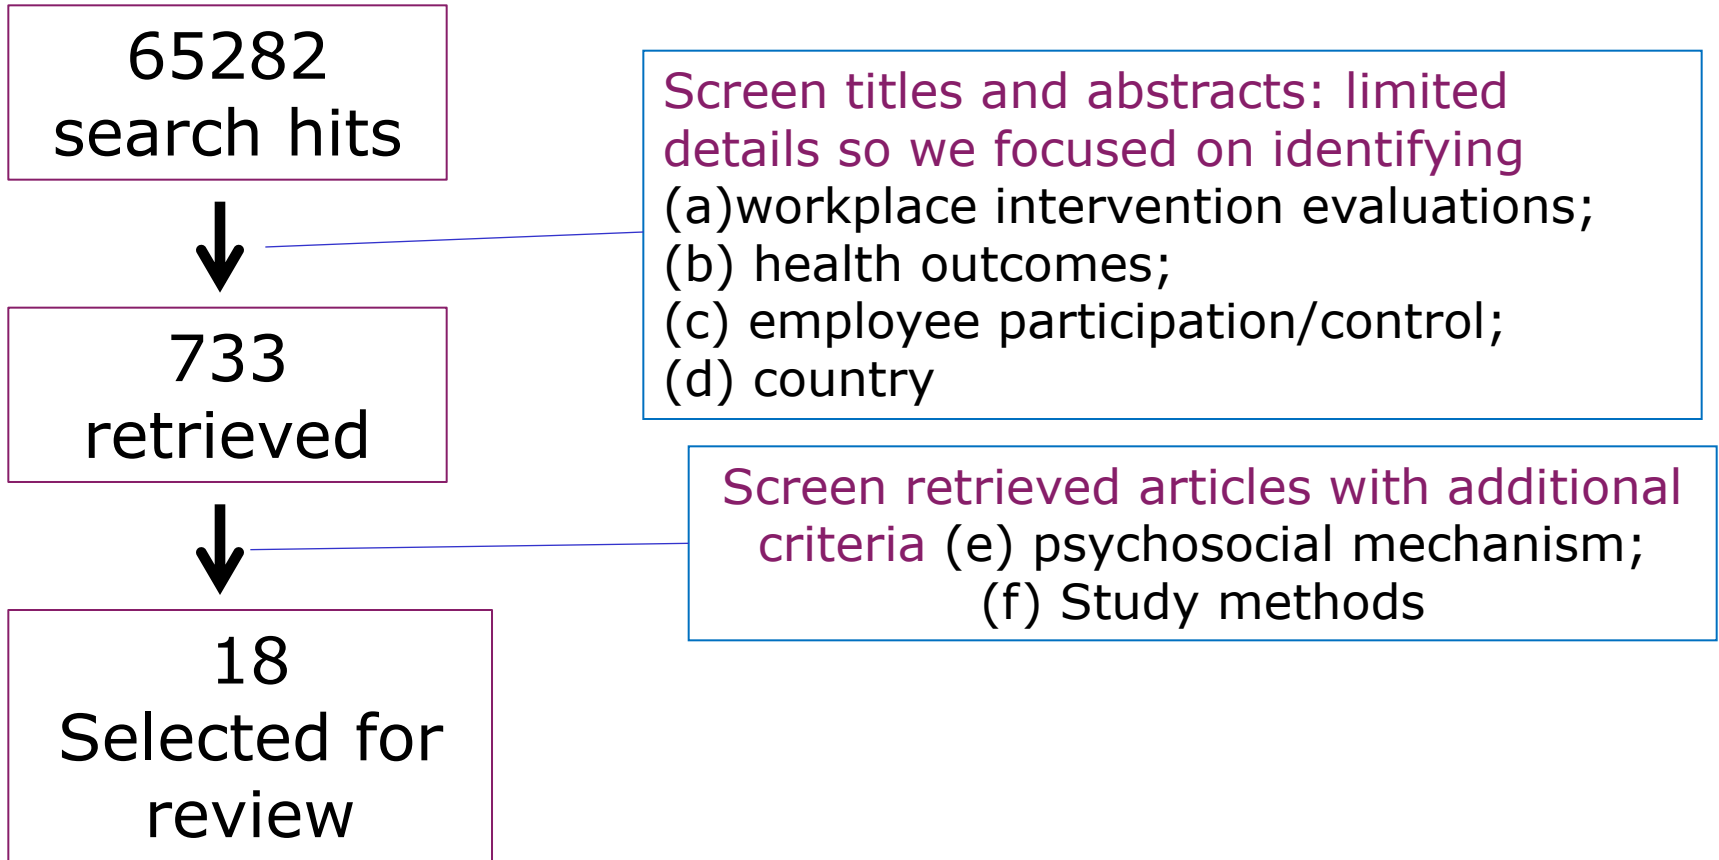 65282
search hits
Screen titles and abstracts: limited
details so we focused on identifying
(a)workplace intervention evaluations;
(b) health outcomes;
(c) employee participation/control;
(d) country
733
retrieved
Screen retrieved articles with additional
criteria (e) psychosocial mechanism;
(f) Study methods
18
Selected for
review